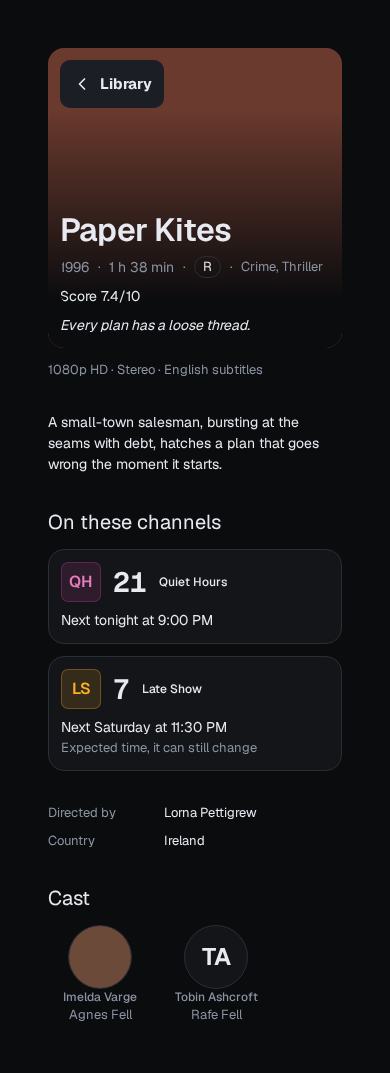 Library
Paper Kites
1996 · 1 h 38 min · R · Crime, Thriller
Score 7.4/10
Every plan has a loose thread.
1080p HD · Stereo · English subtitles
A small-town salesman, bursting at the
seams with debt, hatches a plan that goes
wrong the moment it starts.
On these channels
QH 21 Quiet Hours
Next tonight at 9:00 PM
LS 7 Late Show
Next Saturday at 11:30 PM
Expected time, it can still change
Directed by Lorna Pettigrew
Country Ireland
Cast
TA
Imelda Varge Tobin Ashcroft
Agnes Fell Rafe Fell